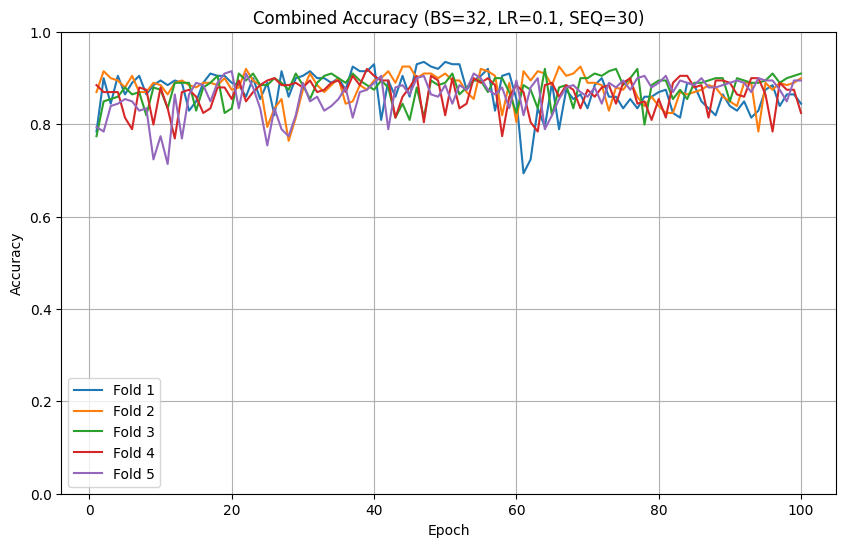 Combined Accuracy (BS=32, LR=0.1, SEQ=30)
1.0
0.8
0.6
0.4
0.2
0.0
Accuracy
Fold 1
Fold 2
Fold 3
Fold 4
Fold 5
0 20 40 60 80 100
Epoch